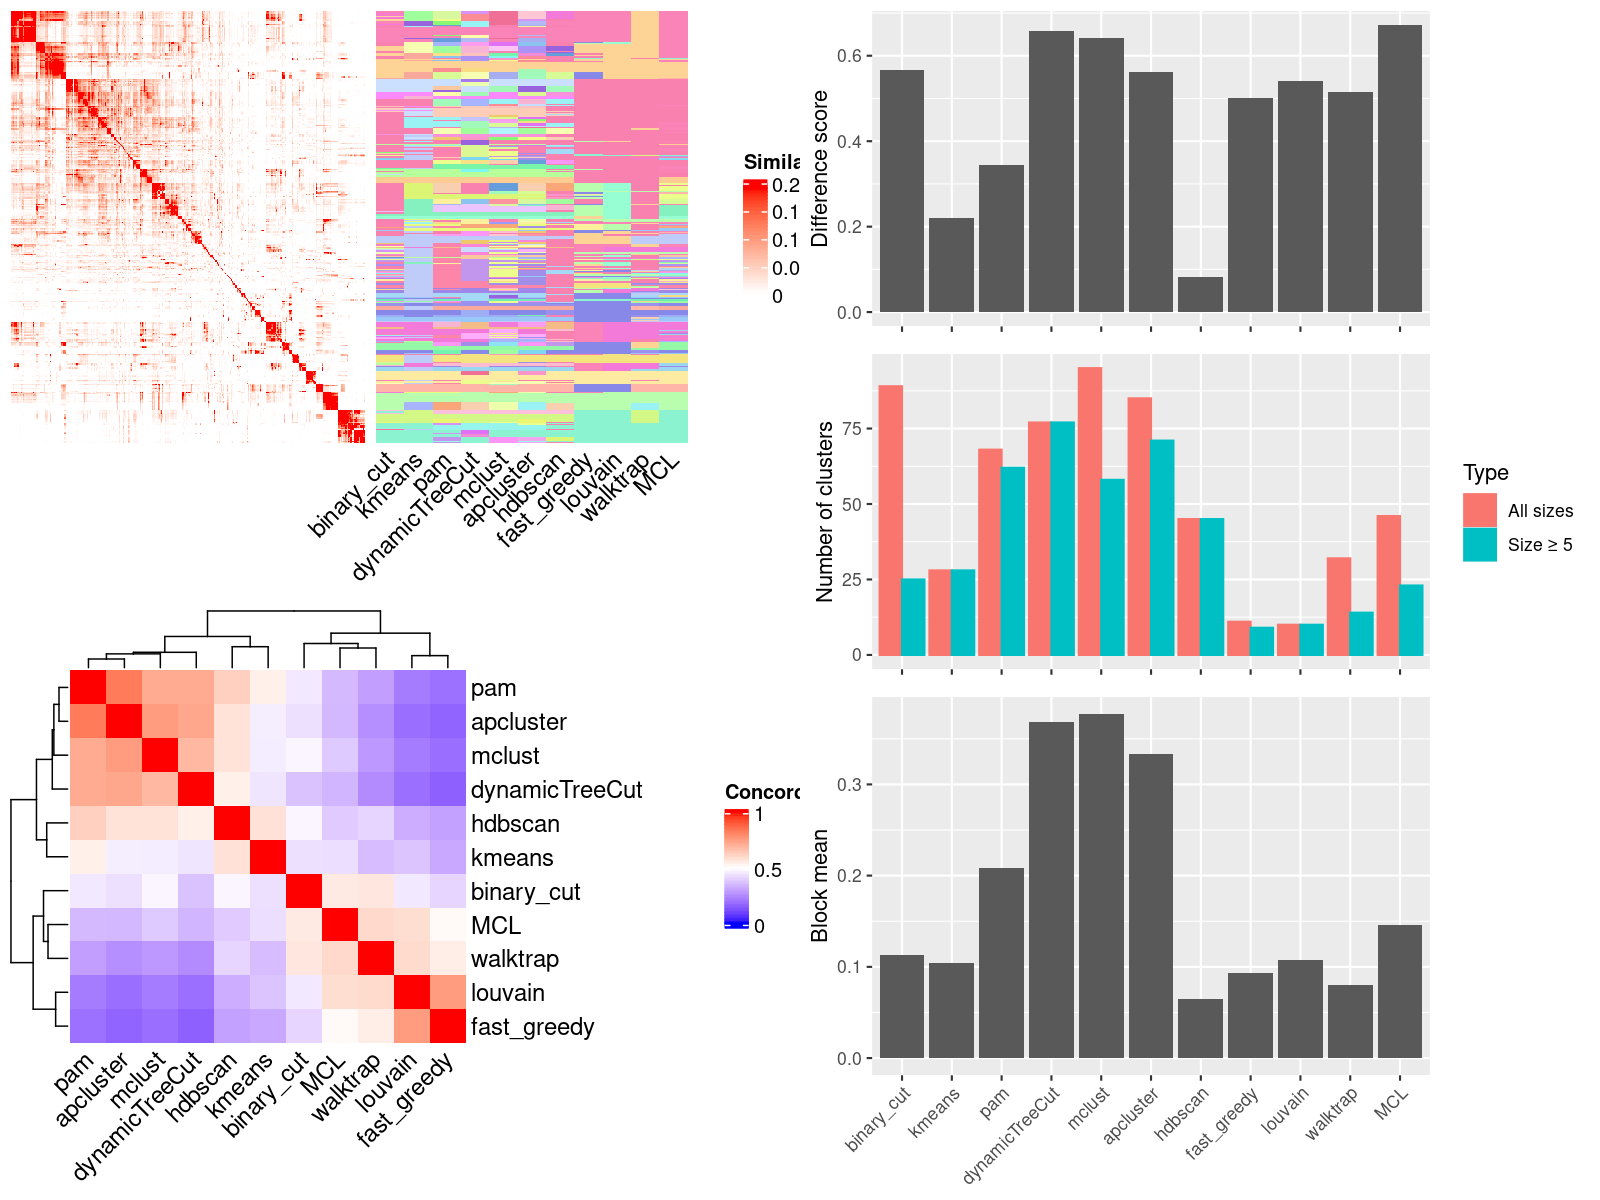 Simila
0.2
0.1
0.1
0.0
0
binary_cut
kmeans
pam
dynamicTreeCut
mclust
apcluster
hdbscan
fast_greedy
louvain
walktrap
MCL
pam
apcluster
mclust
dynamicTreeCut
hdbscan
kmeans
binary_cut
MCL
walktrap
louvain
fast_greedy
Concord
1
0.5
0
pam
apcluster
mclust
dynamicTreeCut
hdbscan
kmeans
binary_cut
MCL
walktrap
louvain
fast_greedy
Difference score
0.6
0.4
0.2
0.0
Number of clusters
75
50
25
0
Type
All sizes
Size ≥ 5
Block mean
0.3
0.2
0.1
0.0
binary_cut
kmeans
pam
dynamicTreeCut
mclust
apcluster
hdbscan
fast_greedy
louvain
walktrap
MCL